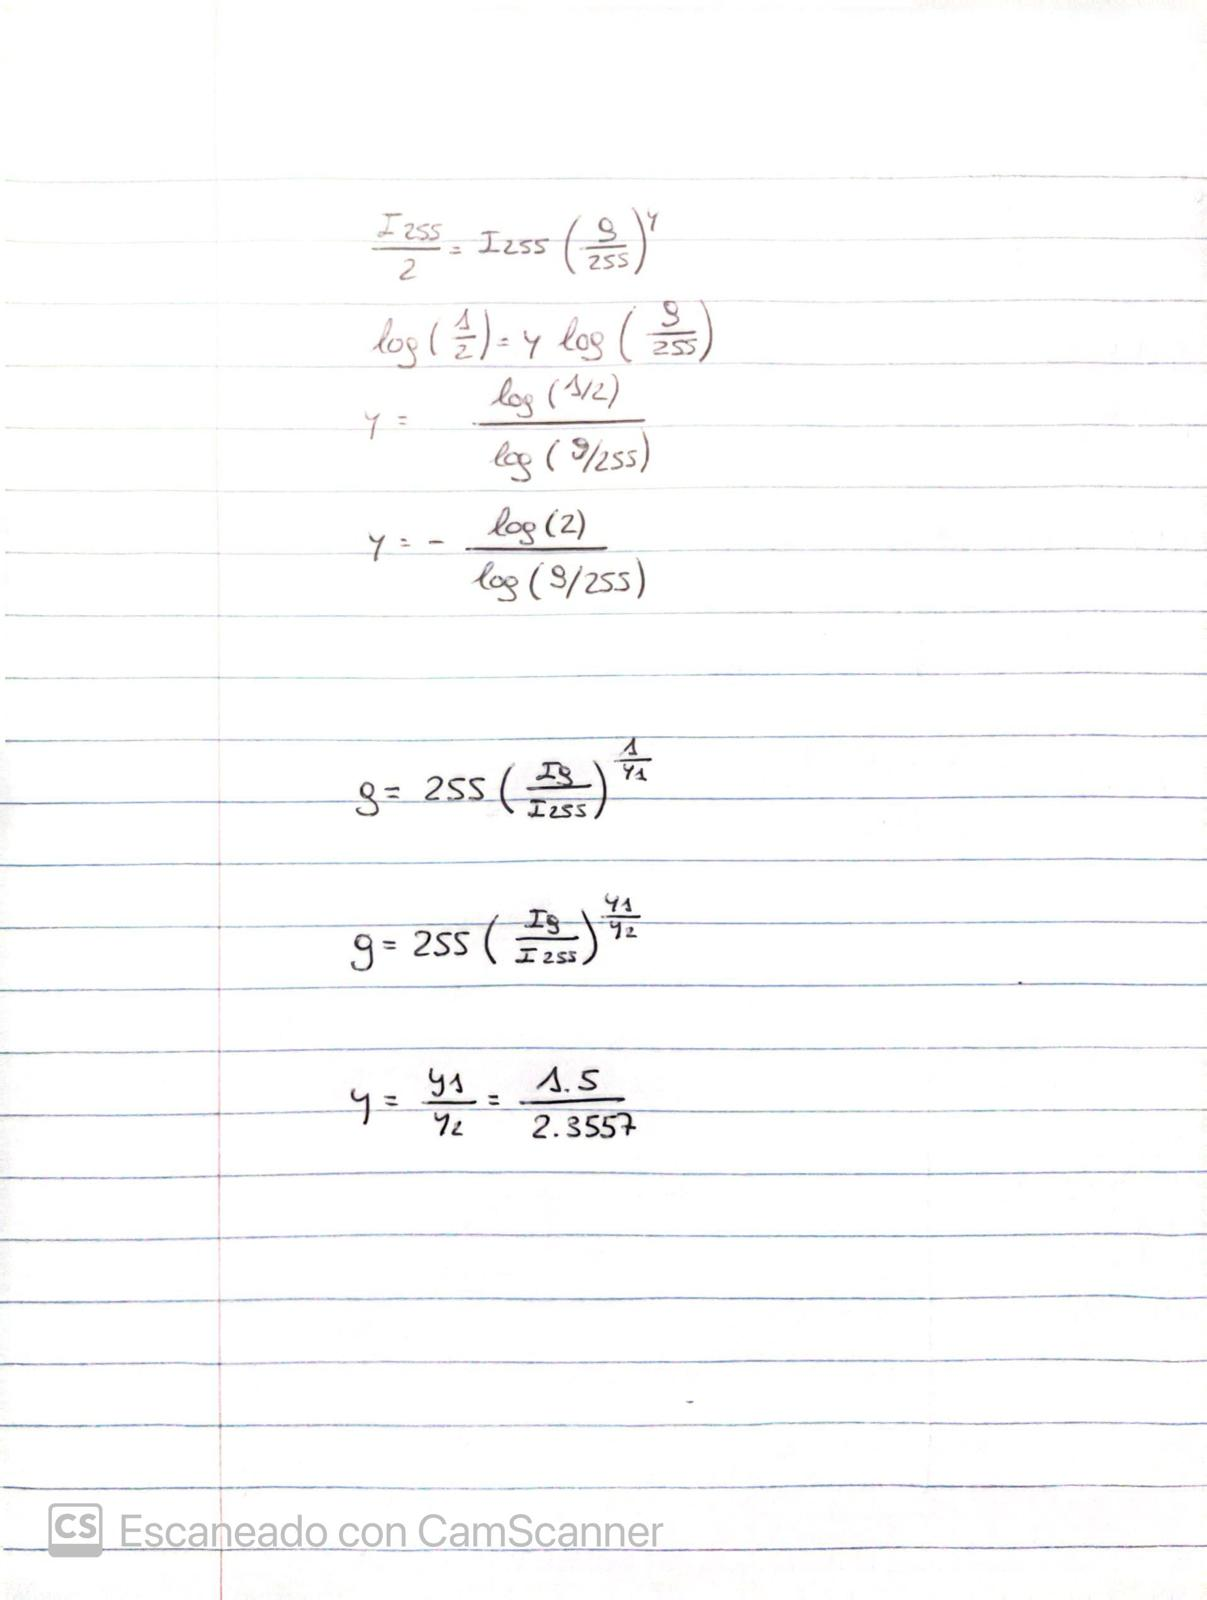 I255/2 = I255 (g/255)^γ
log(1/2) = γ log(g/255)
γ = log(1/2) / log(g/255)
γ = - log(2) / log(g/255)
g = 255 (Ig/I255)^(1/γ1)
g = 255 (Ig/I255)^(γ1/γ2)
γ = γ1/γ2 = 1.5/2.3557
CS Escaneado con CamScanner